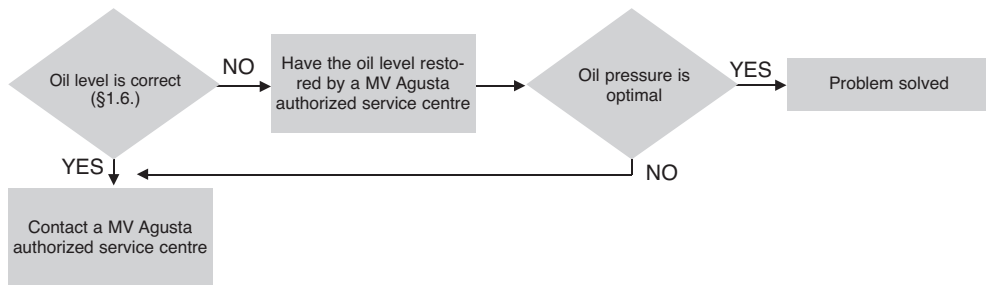 Oil level is correct
(§1.6.)
NO
Have the oil level resto-
red by a MV Agusta
authorized service centre
Oil pressure is
optimal
YES
Problem solved
YES
NO
Contact a MV Agusta
authorized service centre